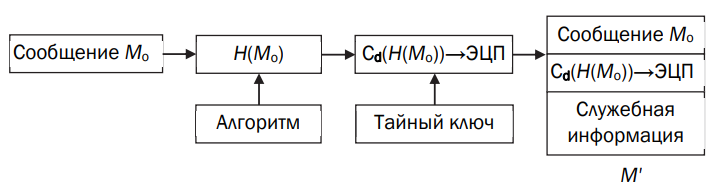 Сообщение Mo
H(Mo)
Cd(H(Mo))→ЭЦП
Сообщение Mo
Cd(H(Mo))→ЭЦП
Служебная
информация
Алгоритм
Тайный ключ
M'